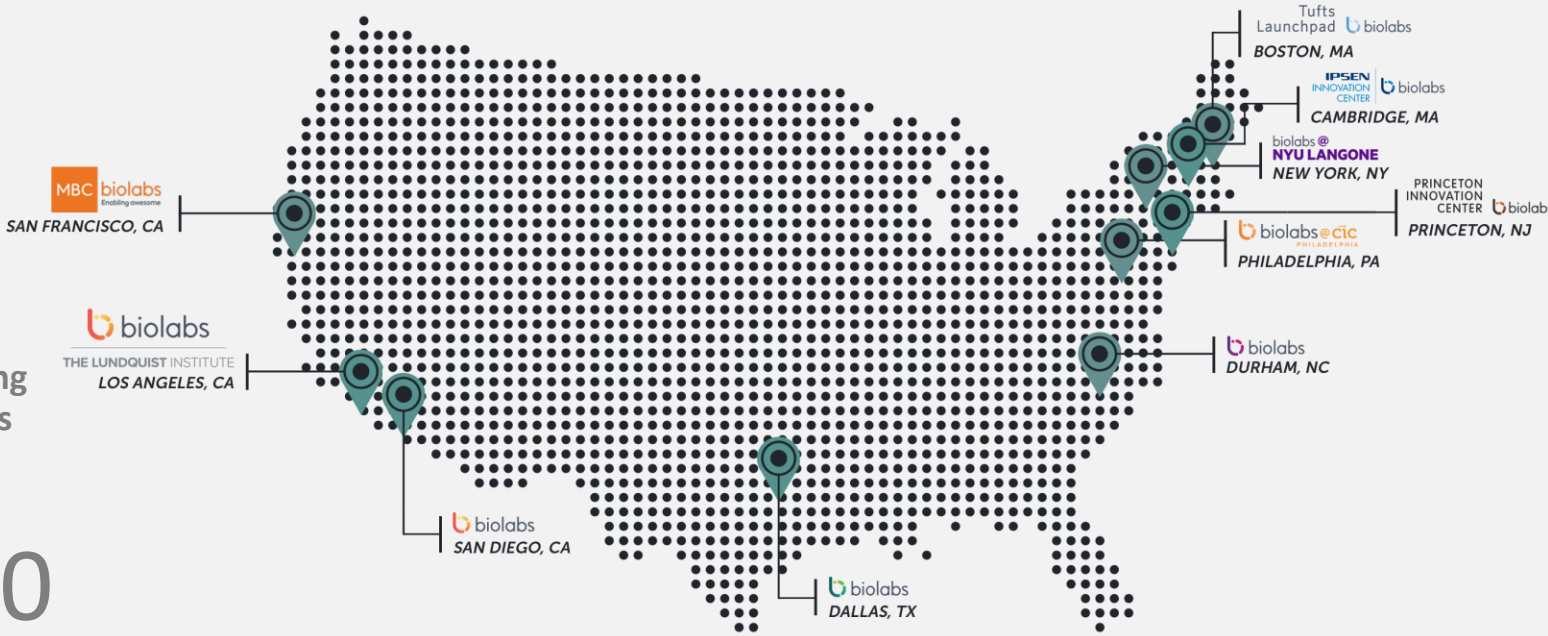 Tufts
Launchpad biolabs
BOSTON, MA
IPSEN
INNOVATION
CENTER biolabs
CAMBRIDGE, MA
biolabs@
NYU LANGONE
NEW YORK, NY
PRINCETON
INNOVATION
CENTER biolab
PRINCETON, NJ
biolabs@cic
PHILADELPHIA
PHILADELPHIA, PA
MBC biolabs
Enabling awesome
SAN FRANCISCO, CA
biolabs
THE LUNDQUIST INSTITUTE
LOS ANGELES, CA
biolabs
DURHAM, NC
ng
s
biolabs
SAN DIEGO, CA
0
biolabs
DALLAS, TX